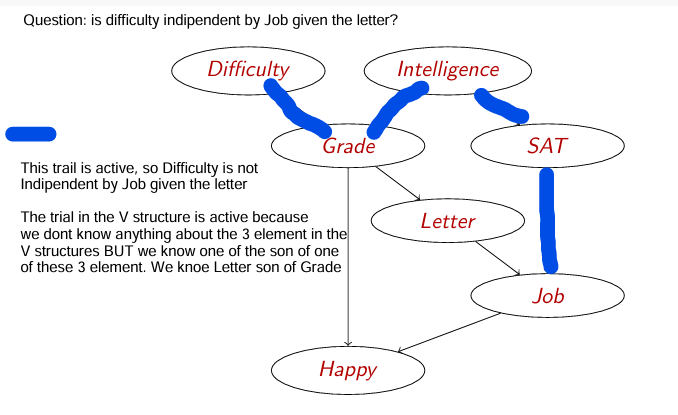 Question: is difficulty indipendent by Job given the letter?
Difficulty
Intelligence
Grade
SAT
This trail is active, so Difficulty is not
Indipendent by Job given the letter
The trial in the V structure is active because
we dont know anything about the 3 element in the
V structures BUT we know one of the son of one
of these 3 element. We knoe Letter son of Grade
Letter
Job
Happy